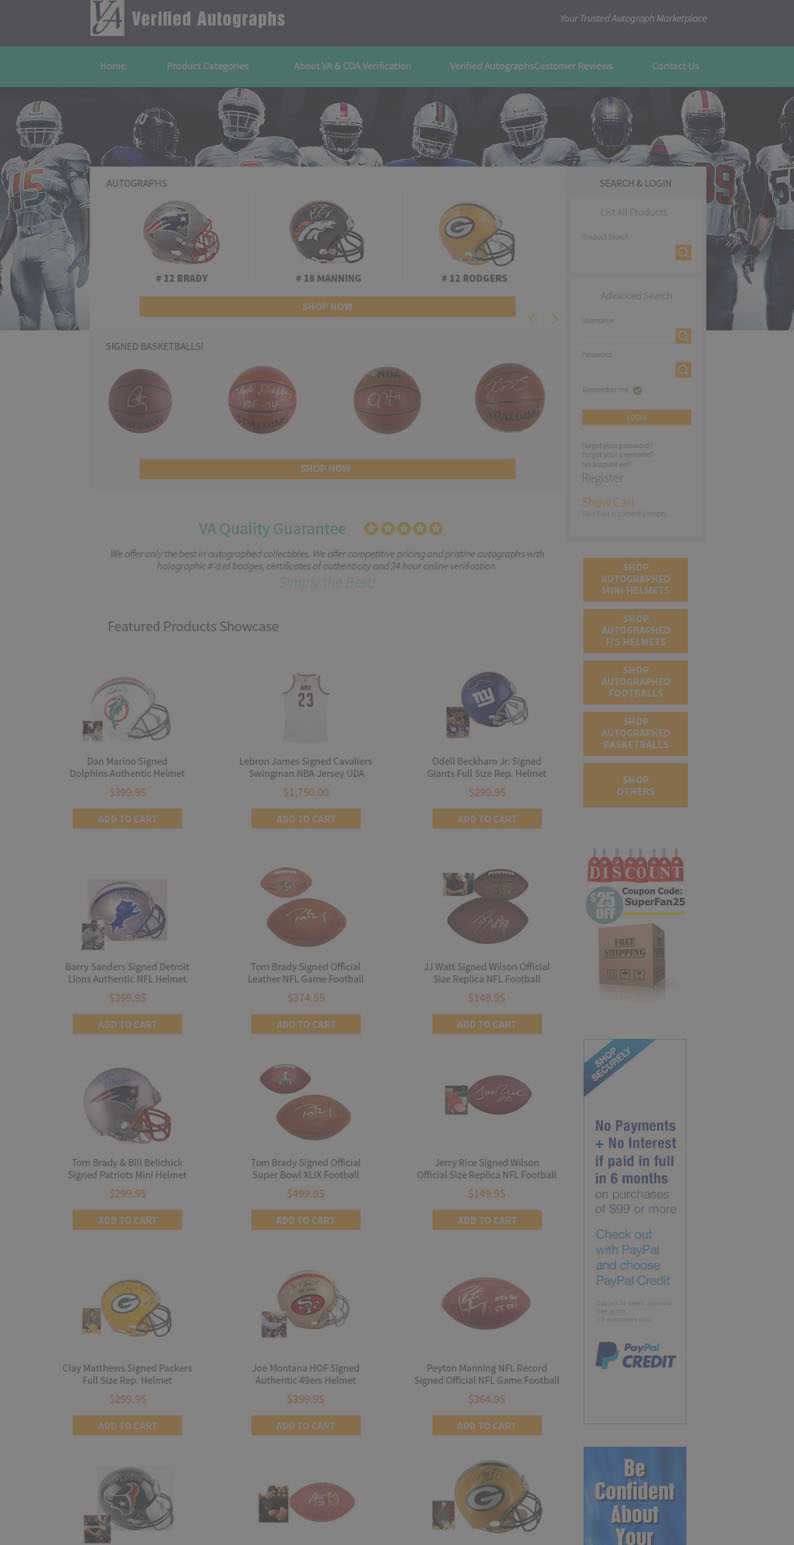 VA Verified Autographs
Your Trusted Autograph Marketplace
Home Product Categories About VA & COA Verification Verified AutographsCustomer Reviews Contact Us
AUTOGRAPHS
# 12 BRADY
# 18 MANNING
# 12 RODGERS
SHOP NOW
SIGNED BASKETBALLS!
SHOP NOW
SEARCH & LOGIN
List All Products
Product Search
Advanced Search
Username
Password
Remember me
LOGIN
Forgot your password?
Forgot your username?
No account yet?
Register
Show Cart
Your Cart is currently empty.
VA Quality Guarantee
We offer only the best in autographed collectibles. We offer competitive pricing and pristine autographs with
holographic #'d id badges, certificates of authenticity and 24 hour online verification.
Simply the Best!
Featured Products Showcase
Dan Marino Signed
Dolphins Authentic Helmet
$399.95
ADD TO CART
Lebron James Signed Cavaliers
Swingman NBA Jersey UDA
$1,750.00
ADD TO CART
Odell Beckham Jr. Signed
Giants Full Size Rep. Helmet
$299.95
ADD TO CART
Barry Sanders Signed Detroit
Lions Authentic NFL Helmet
$399.95
ADD TO CART
Tom Brady Signed Official
Leather NFL Game Football
$374.95
ADD TO CART
JJ Watt Signed Wilson Official
Size Replica NFL Football
$149.95
ADD TO CART
Tom Brady & Bill Belichick
Signed Patriots Mini Helmet
$299.95
ADD TO CART
Tom Brady Signed Official
Super Bowl XLIX Football
$499.95
ADD TO CART
Jerry Rice Signed Wilson
Official Size Replica NFL Football
$149.95
ADD TO CART
Clay Matthews Signed Packers
Full Size Rep. Helmet
$299.95
ADD TO CART
Joe Montana HOF Signed
Authentic 49ers Helmet
$399.95
ADD TO CART
Peyton Manning NFL Record
Signed Official NFL Game Football
$364.95
ADD TO CART
SHOP
AUTOGRAPHED
MINI HELMETS
SHOP
AUTOGRAPHED
F/S HELMETS
SHOP
AUTOGRAPHED
FOOTBALLS
SHOP
AUTOGRAPHED
BASKETBALLS
SHOP
OTHERS
DISCOUNT
$25
OFF
Coupon Code:
SuperFan25
FREE
SHIPPING
SHOP
SECURELY
No Payments
+ No Interest
if paid in full
in 6 months
on purchases
of $99 or more
Check out
with PayPal
and choose
PayPal Credit
Subject to credit approval.
See terms.
US customers only.
PayPal
CREDIT
Be
Confident
About
Your